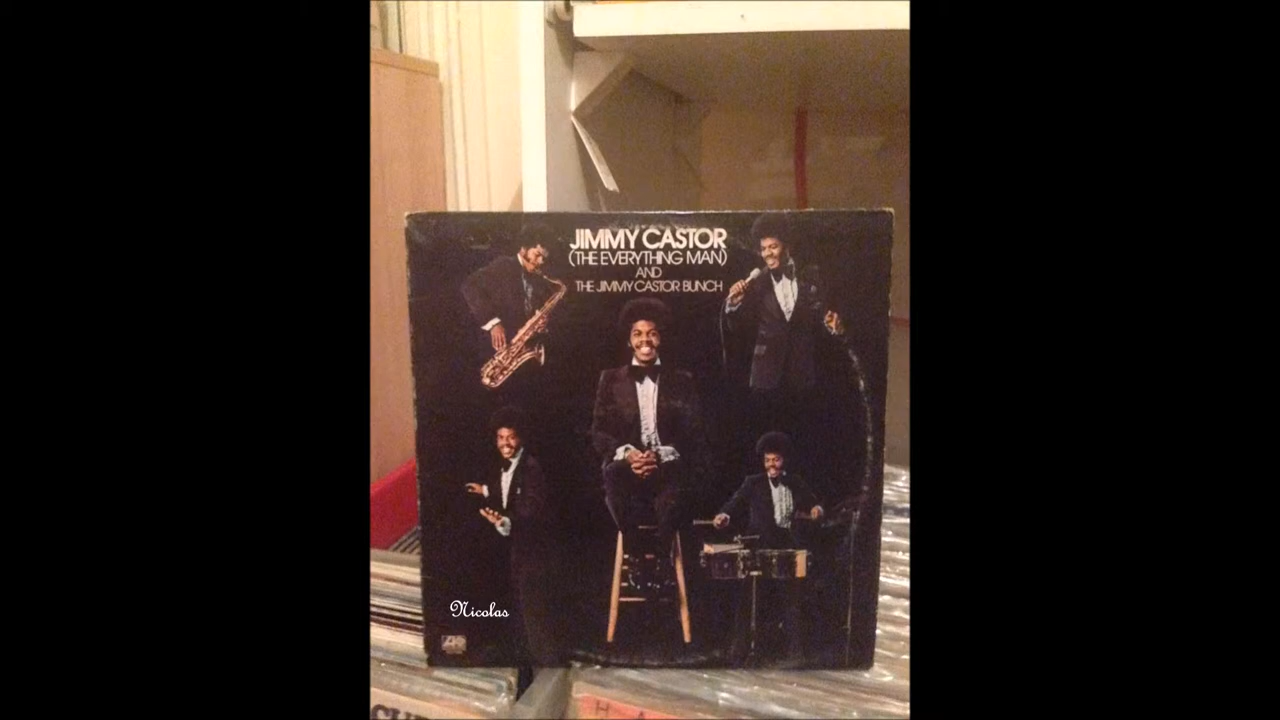 JIMMY CASTOR
(THE EVERYTHING MAN)
AND
THE JIMMY CASTOR BUNCH
Nicolas
H A